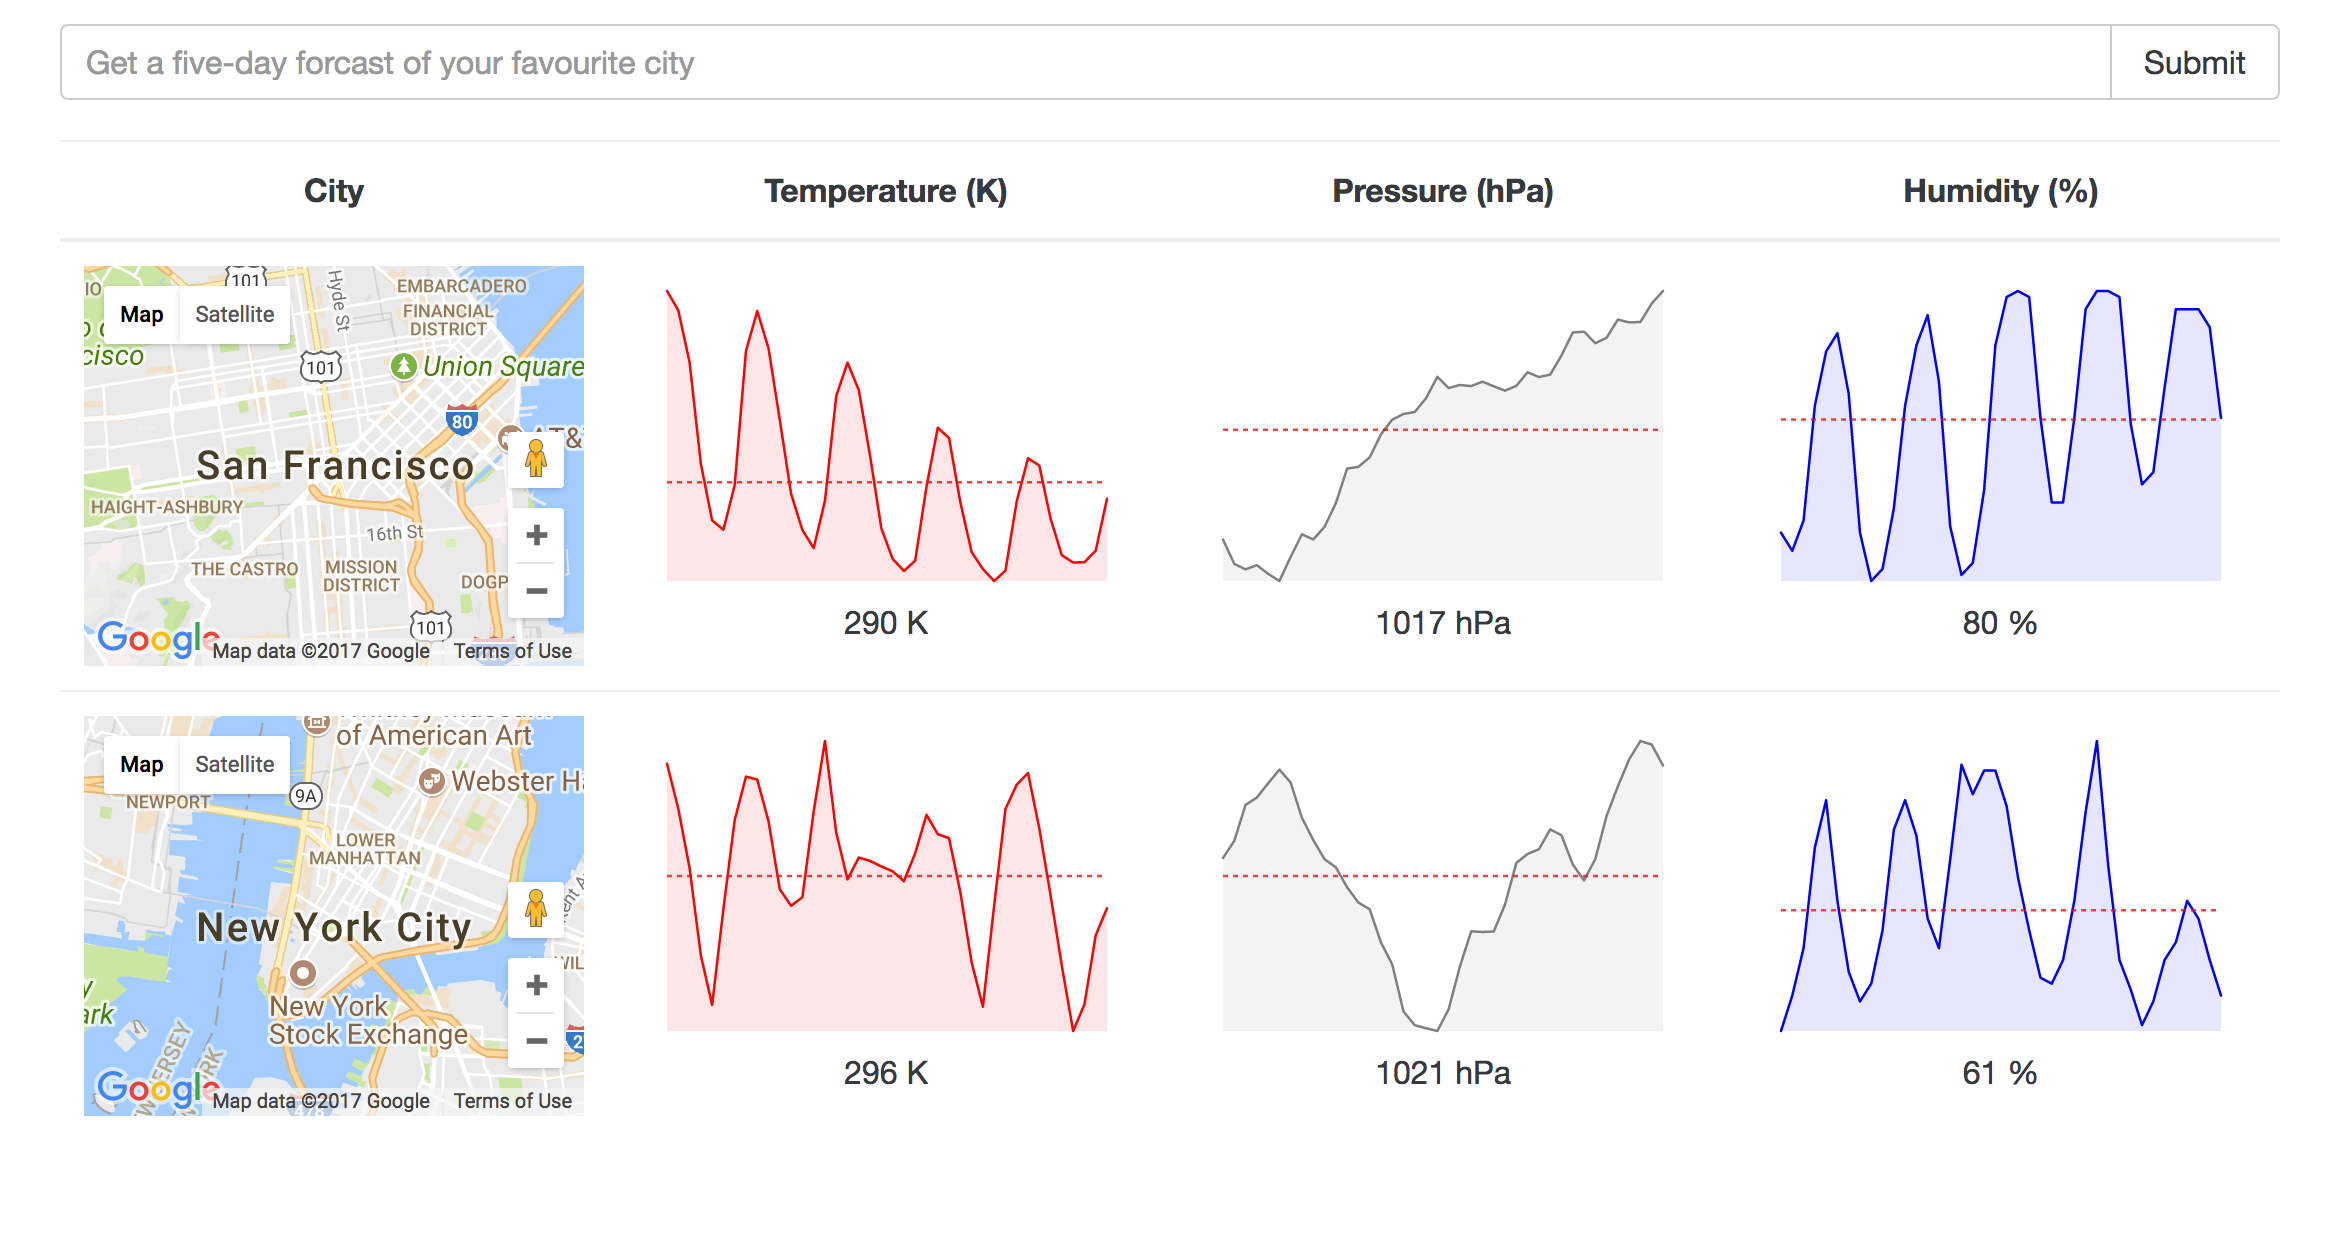 Get a five-day forcast of your favourite city
Submit
City
Temperature (K)
Pressure (hPa)
Humidity (%)
101
Hyde St
EMBARCADERO
FINANCIAL
DISTRICT
Map
Satellite
cisco
101
Union Square
80
AT&
San Francisco
HAIGHT-ASHBURY
16th St
THE CASTRO
MISSION
DISTRICT
DOGP
101
Google
Map data ©2017 Google
Terms of Use
290 K
1017 hPa
80 %
of American Art
Map
Satellite
Webster Ha
NEWPORT
9A
LOWER
MANHATTAN
New York City
New York
Stock Exchange
ark
Google
Map data ©2017 Google
Terms of Use
296 K
1021 hPa
61 %